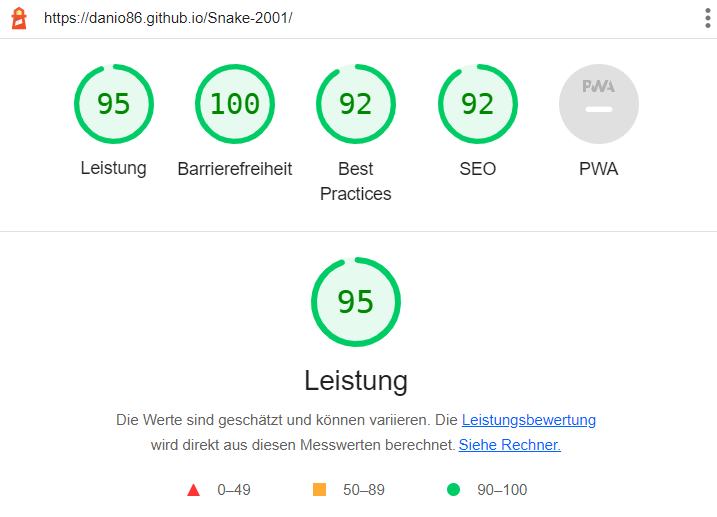 https://danio86.github.io/Snake-2001/
95
100
92
92
PWA
Leistung
Barrierefreiheit
Best
Practices
SEO
PWA
95
Leistung
Die Werte sind geschätzt und können variieren. Die Leistungsbewertung
wird direkt aus diesen Messwerten berechnet. Siehe Rechner.
0–49
50–89
90–100